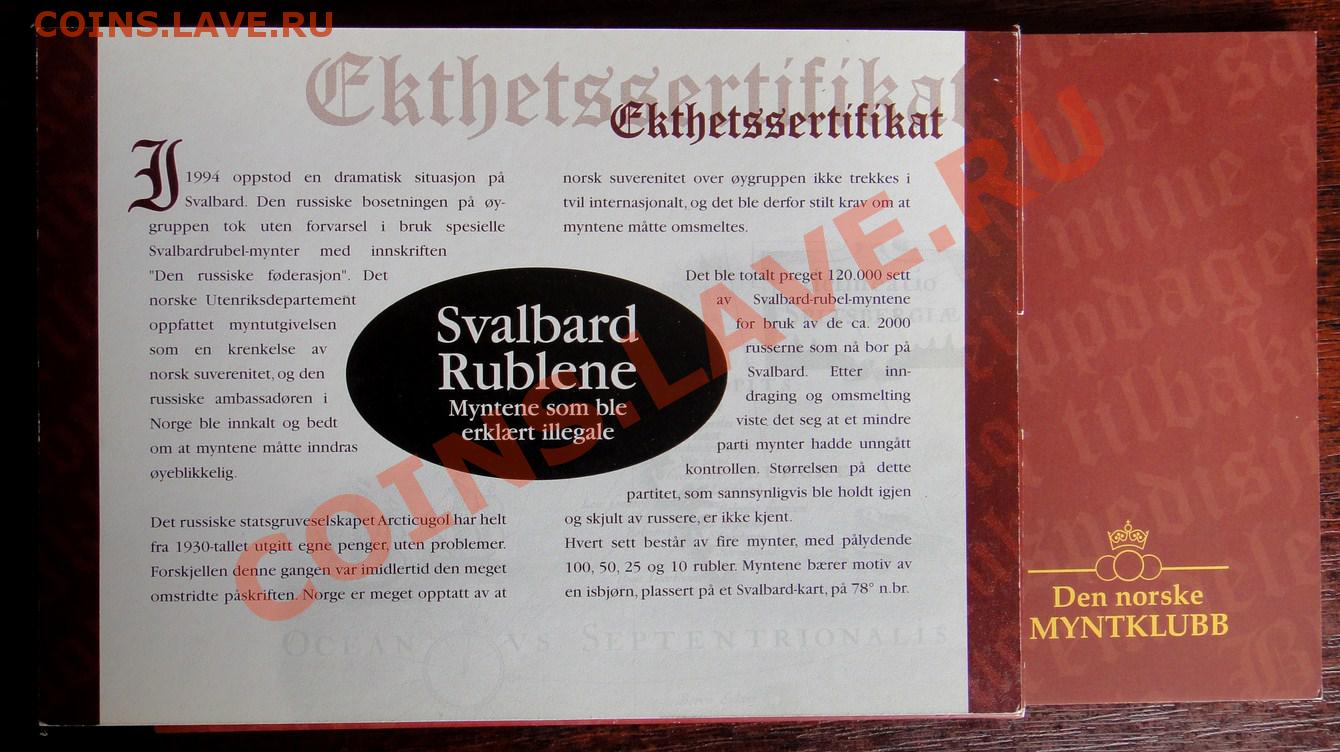 COINS.LAVE.RU
Ekthetssertifikat
Ekthetssertifikat
I 1994 oppstod en dramatisk situasjon på
Svalbard. Den russiske bosetningen på øy-
gruppen tok uten forvarsel i bruk spesielle
Svalbardrubel-mynter med innskriften
"Den russiske føderasjon". Det
norske Utenriksdepartement
oppfattet myntutgivelsen
som en krenkelse av
norsk suverenitet, og den
russiske ambassadøren i
Norge ble innkalt og bedt
om at myntene måtte inndras
øyeblikkelig.
Det russiske statsgruveselskapet Arcticugol har helt
fra 1930-tallet utgitt egne penger, uten problemer.
Forskjellen denne gangen var imidlertid den meget
omstridte påskriften. Norge er meget opptatt av at
Svalbard
Rublene
Myntene som ble
erklært illegale
norsk suverenitet over øygruppen ikke trekkes i
tvil internasjonalt, og det ble derfor stilt krav om at
myntene måtte omsmeltes.
Det ble totalt preget 120.000 sett
av Svalbard-rubel-myntene
for bruk av de ca. 2000
russerne som nå bor på
Svalbard. Etter inn-
draging og omsmelting
viste det seg at et mindre
parti mynter hadde unngått
kontrollen. Størrelsen på dette
partitet, som sannsynligvis ble holdt igjen
og skjult av russere, er ikke kjent.
Hvert sett består av fire mynter, med pålydende
100, 50, 25 og 10 rubler. Myntene bærer motiv av
en isbjørn, plassert på et Svalbard-kart, på 78° n.br.
OCEAN VS SEPTENTRIONALIS
COINS.LAVE.RU
mine
oppdage
tilbak
Den norske
MYNTKLUBB